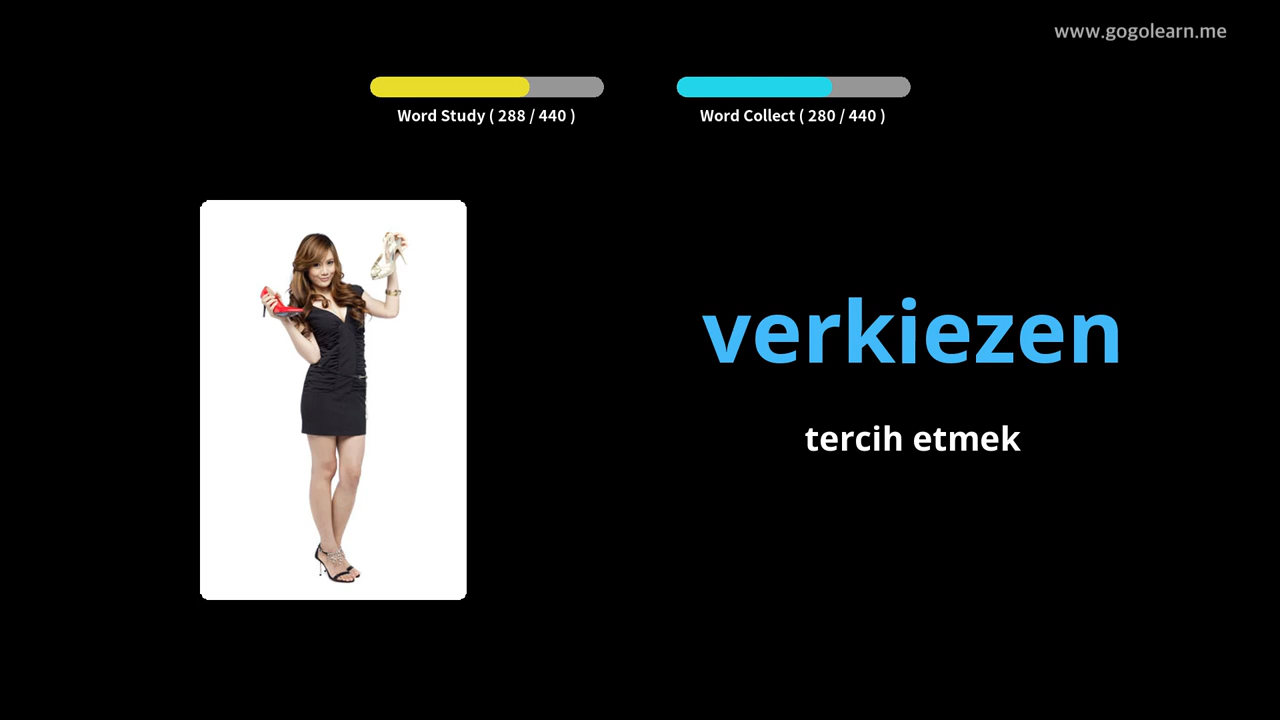 www.gogolearn.me
Word Study ( 288 / 440 )
Word Collect ( 280 / 440 )
verkiezen
tercih etmek